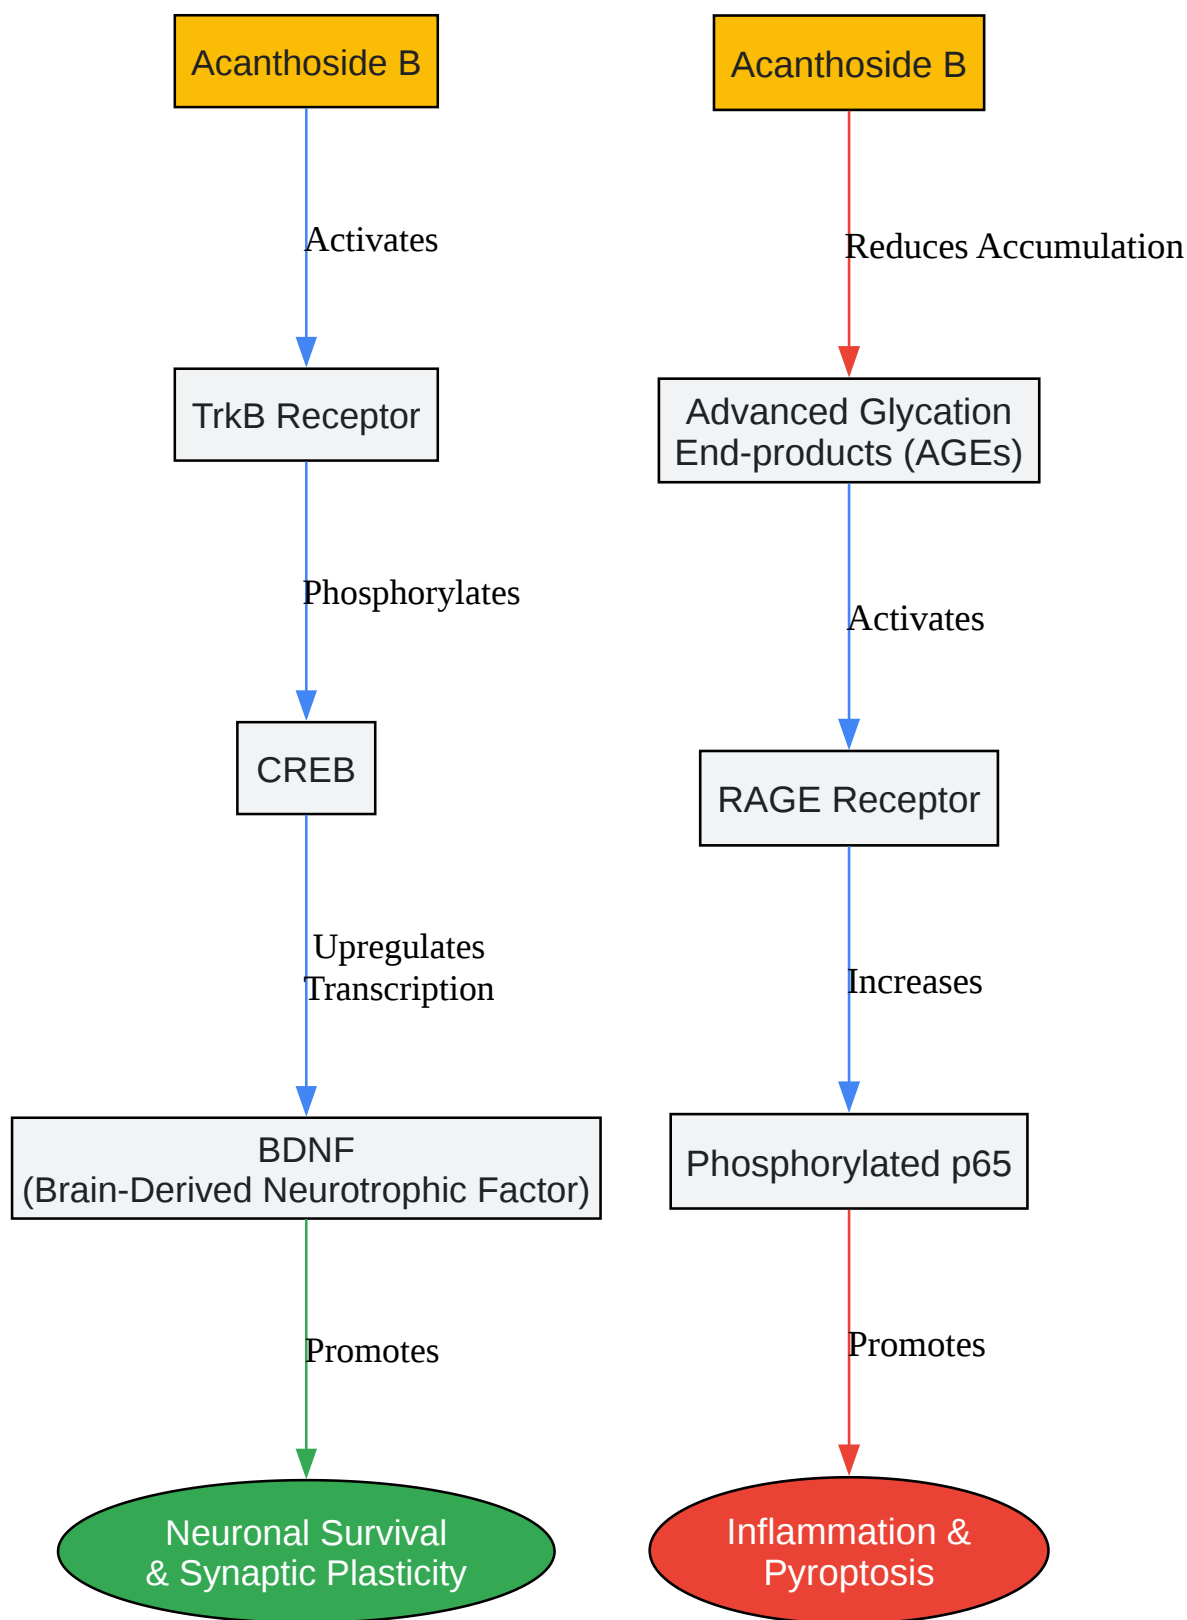 Acanthoside B
Activates
TrkB Receptor
Phosphorylates
CREB
Upregulates
Transcription
BDNF
(Brain-Derived Neurotrophic Factor)
Promotes
Neuronal Survival
& Synaptic Plasticity
Acanthoside B
Reduces Accumulation
Advanced Glycation
End-products (AGEs)
Activates
RAGE Receptor
Increases
Phosphorylated p65
Promotes
Inflammation &
Pyroptosis